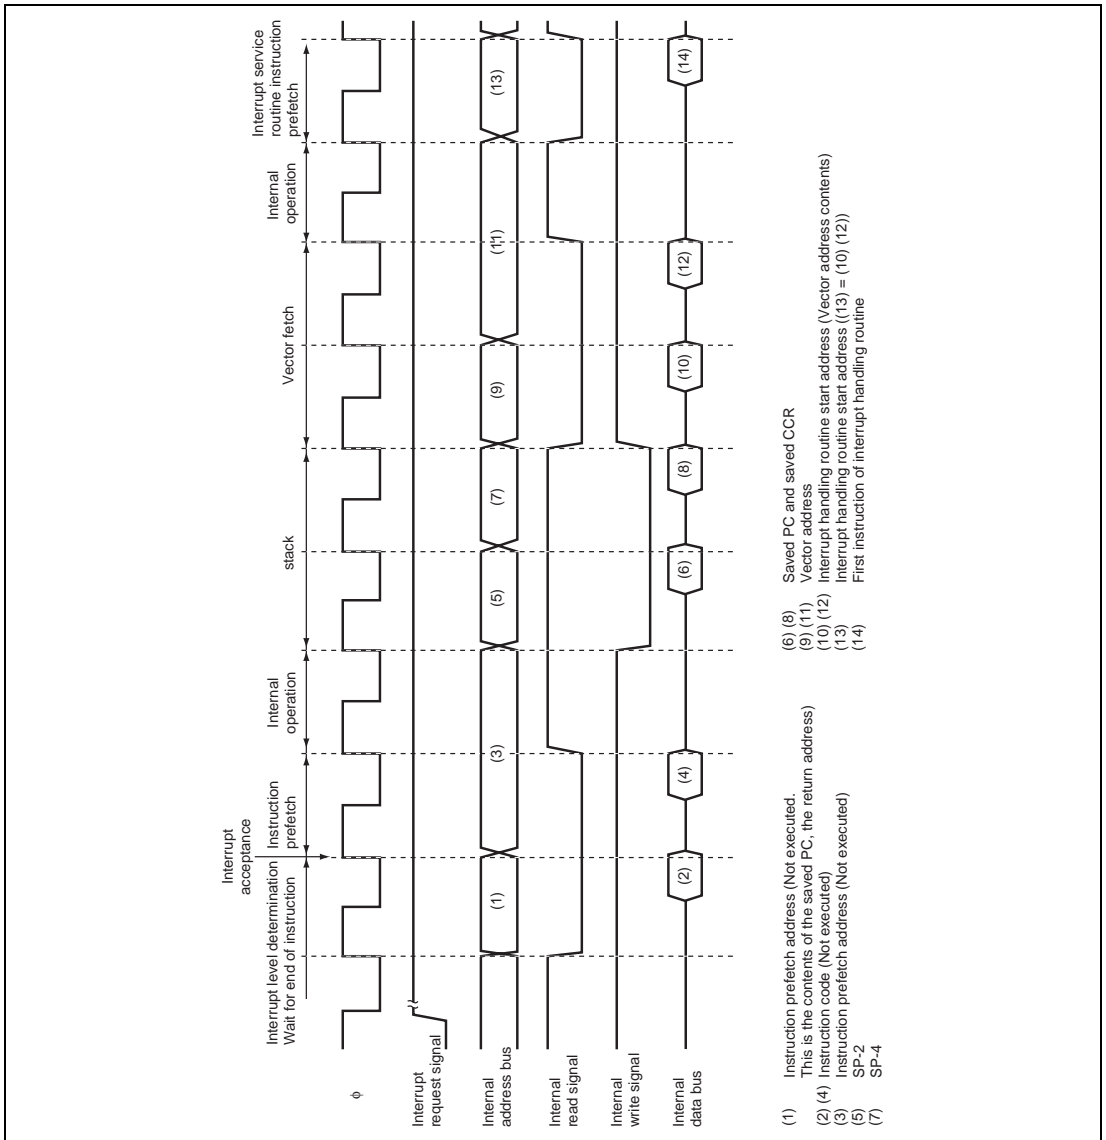 Interrupt
acceptance
Interrupt level determination
Wait for end of instruction
Instruction
prefetch
Internal
operation
stack
Vector fetch
Internal
operation
Interrupt service
routine instruction
prefetch
φ
Interrupt
request signal
Internal
address bus
(1)
(3)
(5)
(7)
(9)
(11)
(13)
Internal
read signal
Internal
write signal
Internal
data bus
(2)
(4)
(6)
(8)
(10)
(12)
(14)
(1) Instruction prefetch address (Not executed.
This is the contents of the saved PC, the return address)
(2) (4) Instruction code (Not executed)
(3) Instruction prefetch address (Not executed)
(5) SP-2
(7) SP-4
(6) (8) Saved PC and saved CCR
(9) (11) Vector address
(10) (12) Interrupt handling routine start address (Vector address contents)
(13) Interrupt handling routine start address ((13) = (10) (12))
(14) First instruction of interrupt handling routine